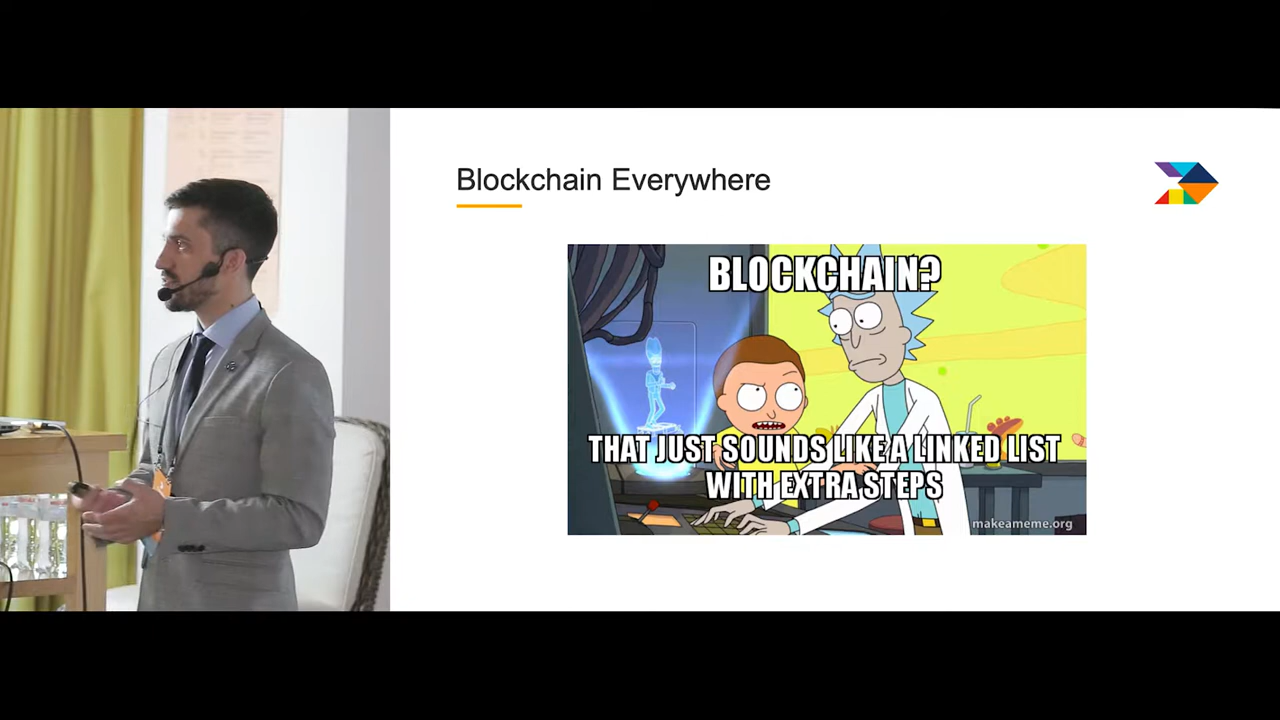 Blockchain Everywhere
BLOCKCHAIN?
THAT JUST SOUNDS LIKE A LINKED LIST
WITH EXTRA STEPS
makeameme.org